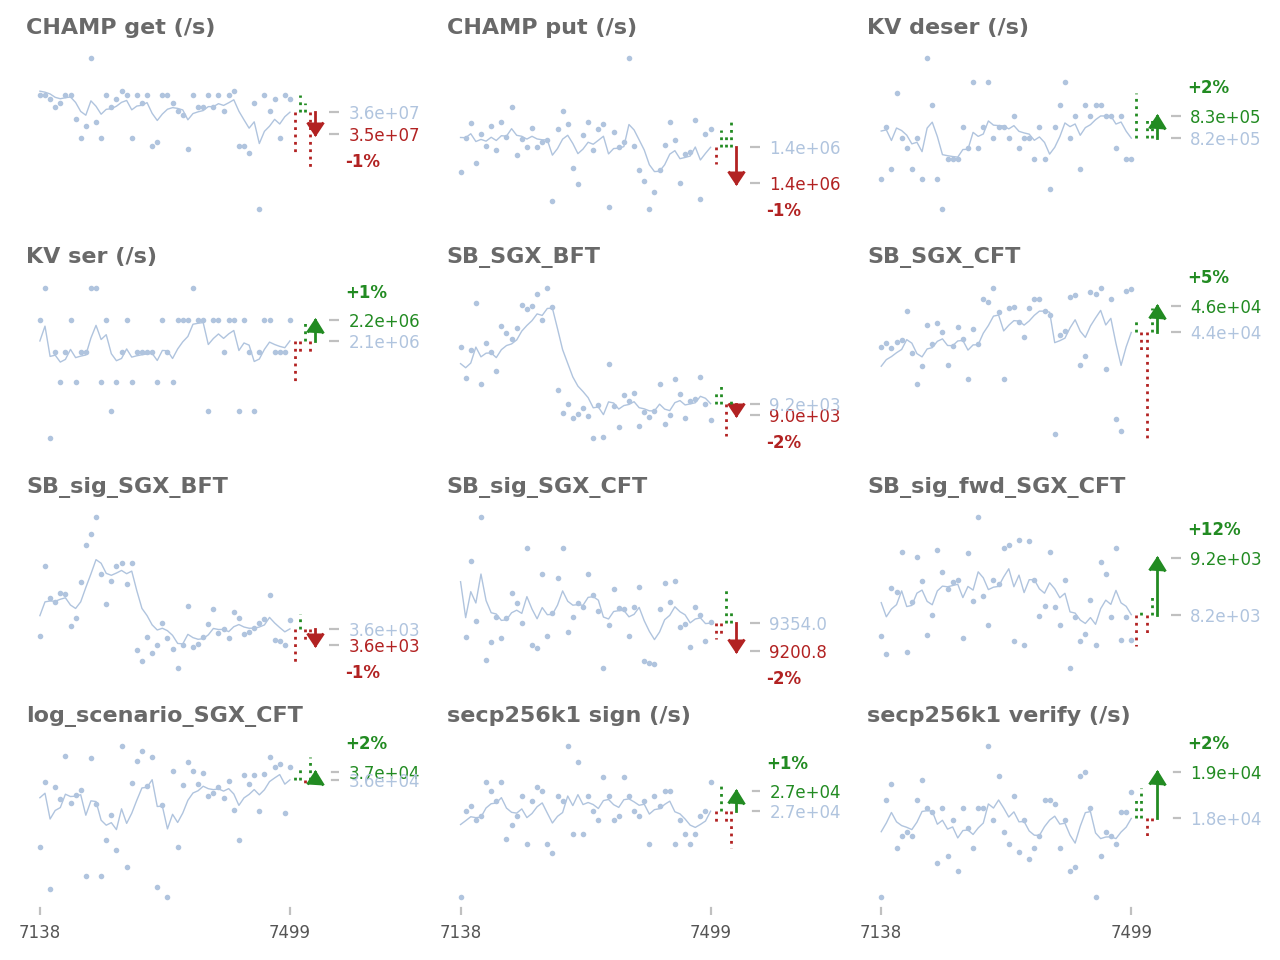 CHAMP get (/s)
3.6e+07
3.5e+07
-1%
CHAMP put (/s)
1.4e+06
1.4e+06
-1%
KV deser (/s)
+2%
8.3e+05
8.2e+05
KV ser (/s)
+1%
2.2e+06
2.1e+06
SB_SGX_BFT
9.2e+03
9.0e+03
-2%
SB_SGX_CFT
+5%
4.6e+04
4.4e+04
SB_sig_SGX_BFT
3.6e+03
3.6e+03
-1%
SB_sig_SGX_CFT
9354.0
9200.8
-2%
SB_sig_fwd_SGX_CFT
+12%
9.2e+03
8.2e+03
log_scenario_SGX_CFT
+2%
3.7e+04
3.6e+04
7138
7499
secp256k1 sign (/s)
+1%
2.7e+04
2.7e+04
7138
7499
secp256k1 verify (/s)
+2%
1.9e+04
1.8e+04
7138
7499